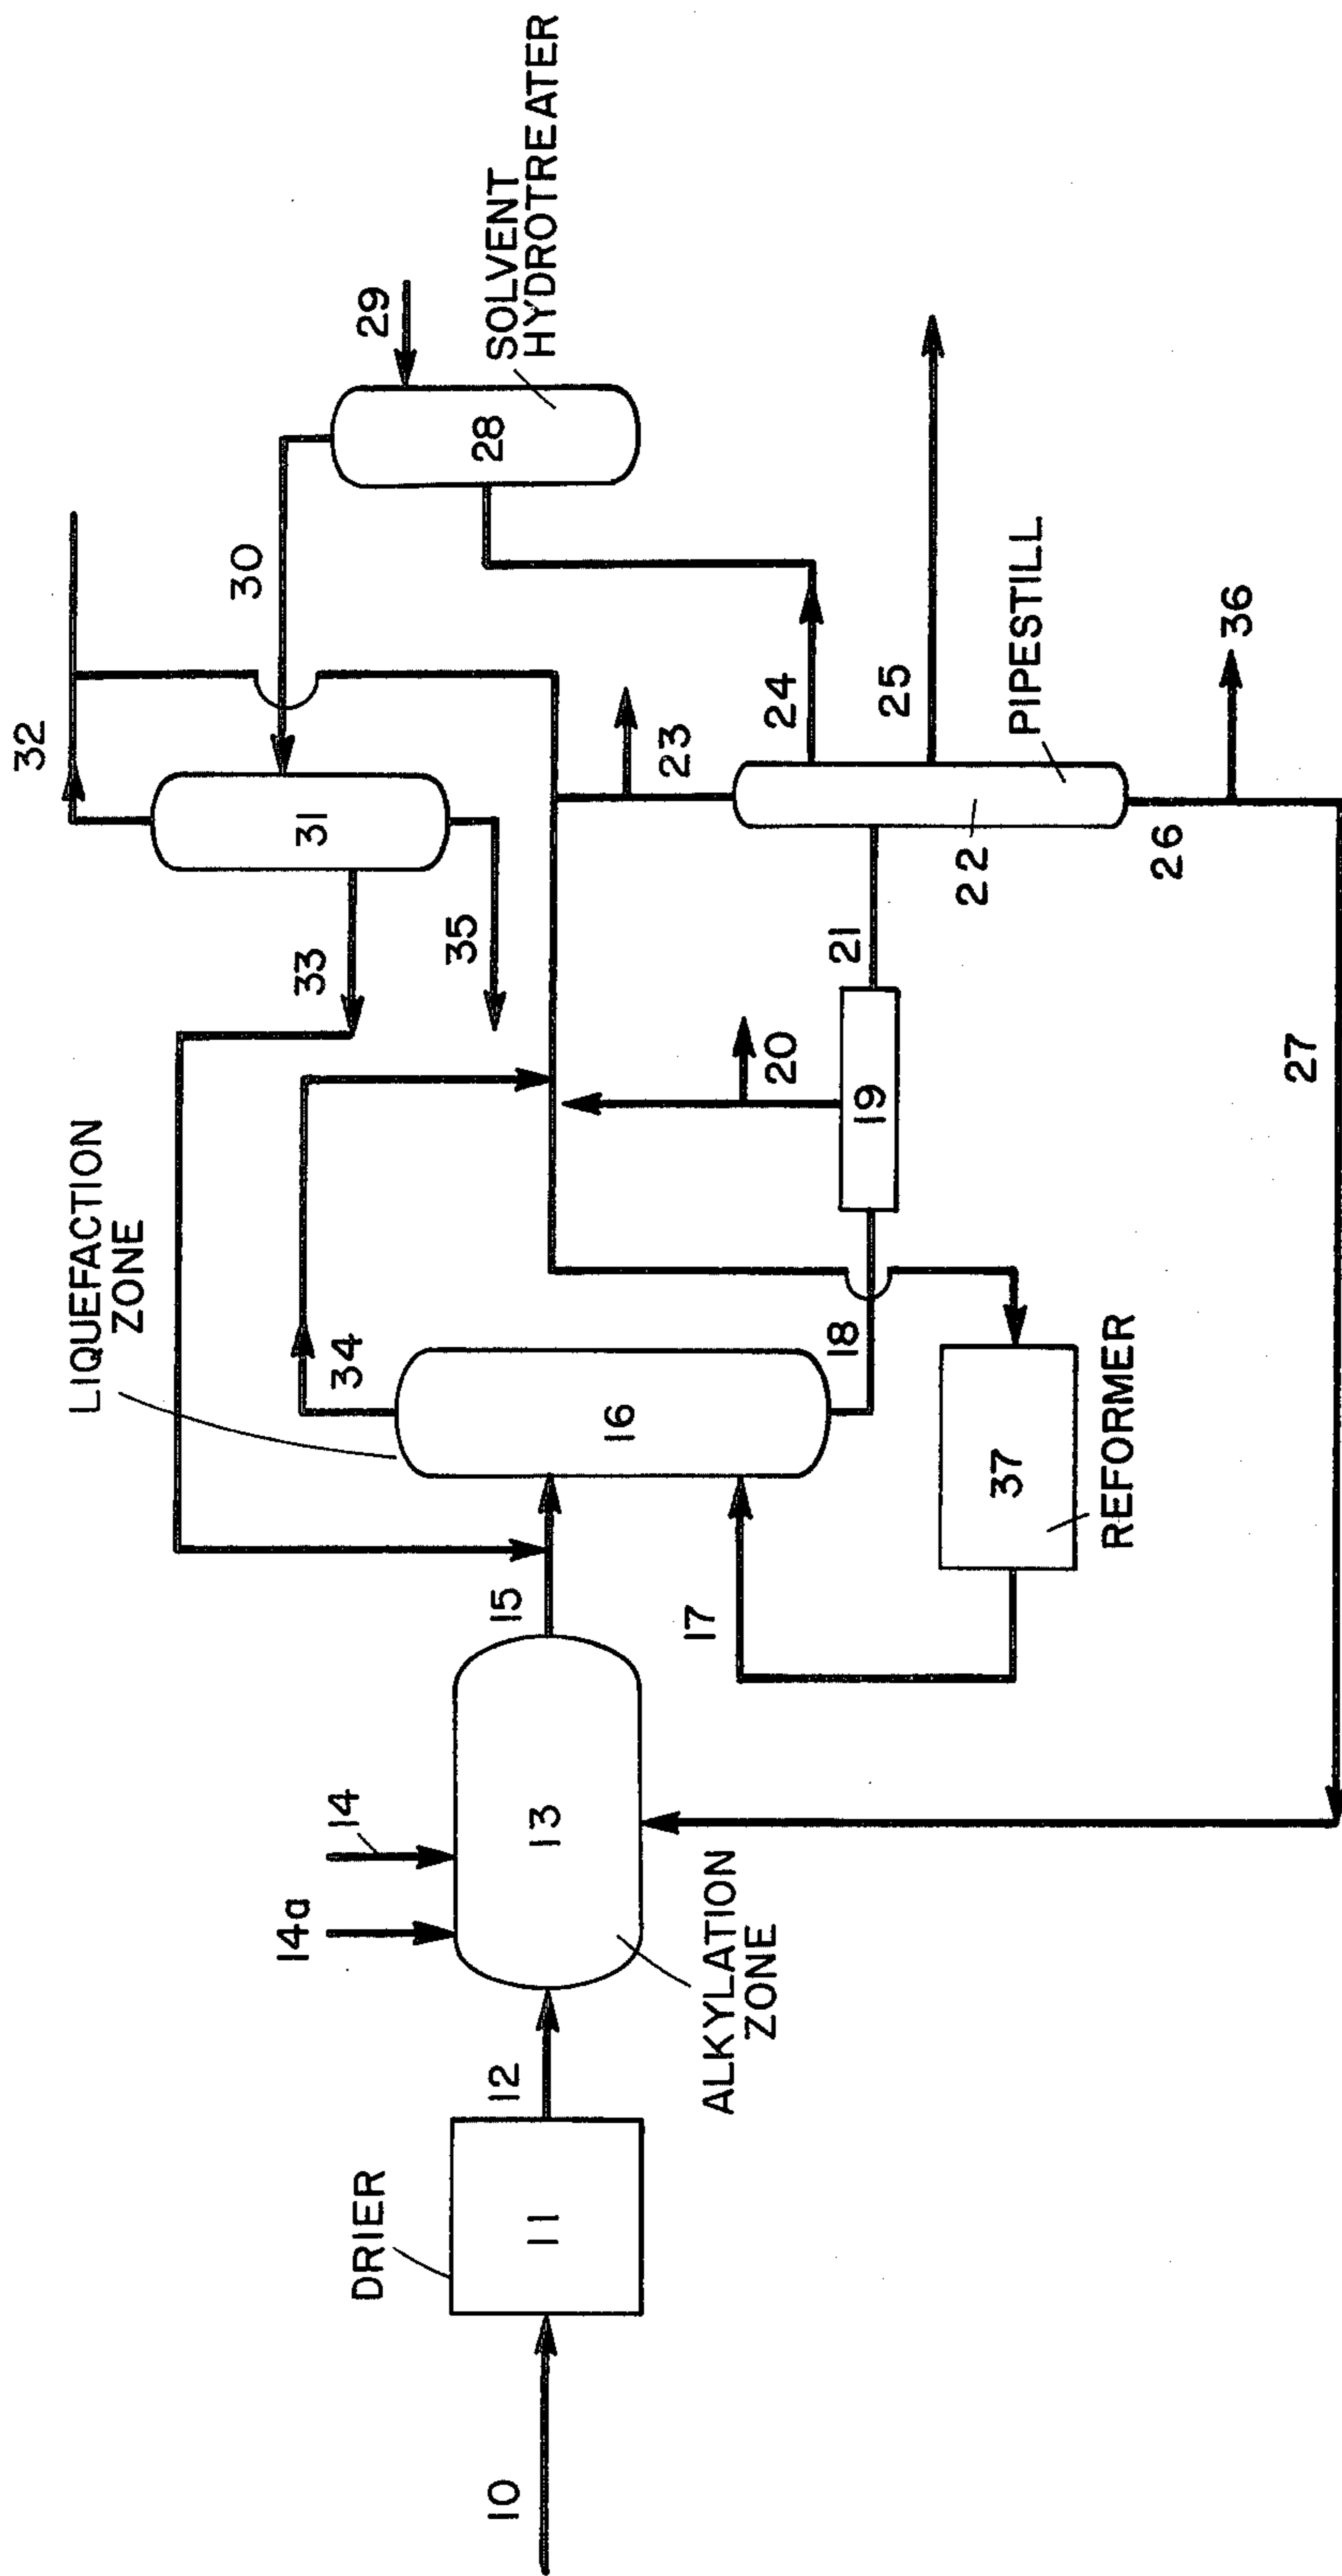 10
DRIER
11
12
14a
14
13
ALKYLATION
ZONE
15
LIQUEFACTION
ZONE
16
17
34
18
37
REFORMER
19
20
21
33
35
31
32
30
22
PIPESTILL
23
24
25
26
36
27
28
29
SOLVENT
HYDROTREATER